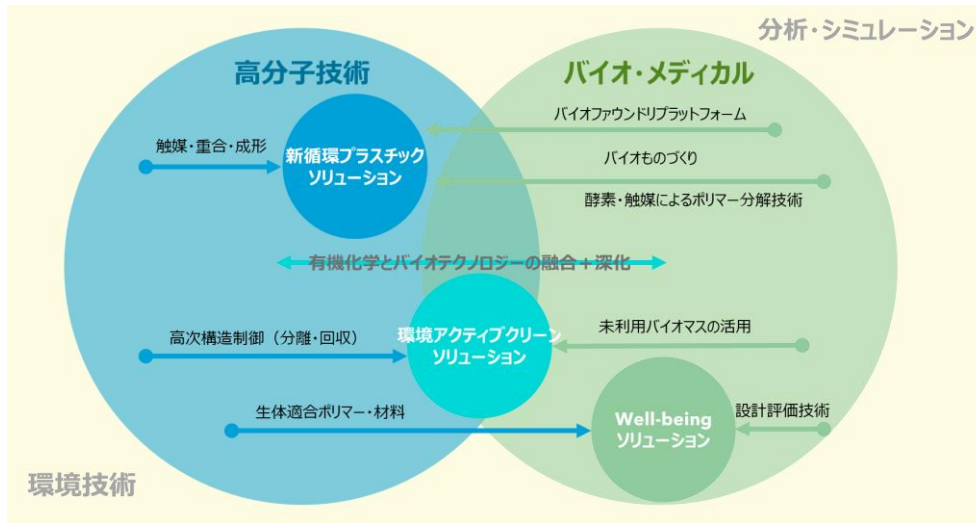 分析・シミュレーション
高分子技術
バイオ・メディカル
触媒・重合・成形
新循環プラスチック
ソリューション
バイオファウンドリプラットフォーム
バイオものづくり
酵素・触媒によるポリマー分解技術
有機化学とバイオテクノロジーの融合＋深化
高次構造制御（分離・回収）
環境アクティブクリーン
ソリューション
未利用バイオマスの活用
生体適合ポリマー・材料
Well-being
ソリューション
設計評価技術
環境技術